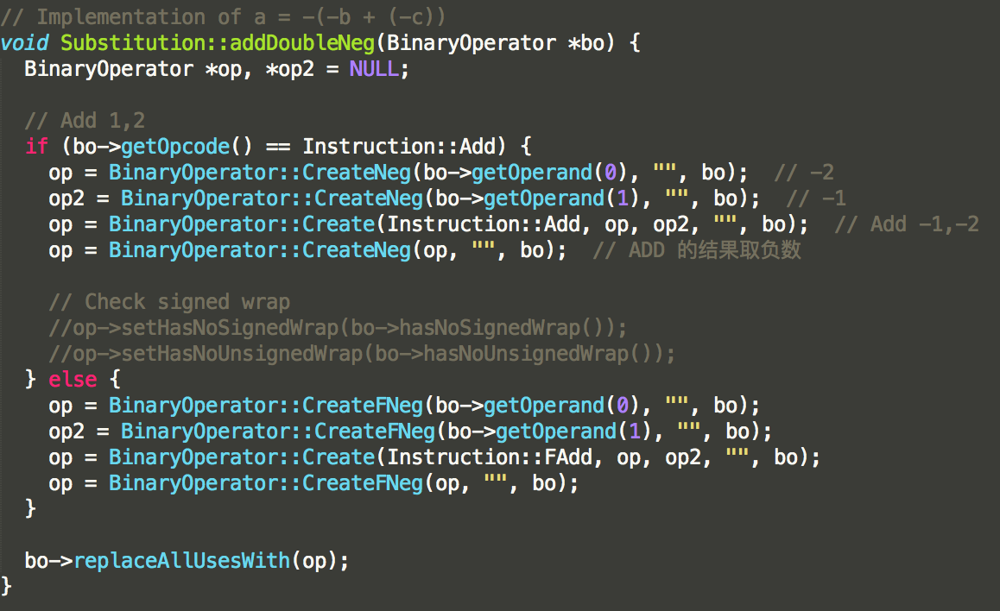 // Implementation of a = -(-b + (-c))
void Substitution::addDoubleNeg(BinaryOperator *bo) {
  BinaryOperator *op, *op2 = NULL;

  // Add 1,2
  if (bo->getOpcode() == Instruction::Add) {
    op = BinaryOperator::CreateNeg(bo->getOperand(0), "", bo);  // -2
    op2 = BinaryOperator::CreateNeg(bo->getOperand(1), "", bo);  // -1
    op = BinaryOperator::Create(Instruction::Add, op, op2, "", bo);  // Add -1,-2
    op = BinaryOperator::CreateNeg(op, "", bo);  // ADD 的结果取负数

    // Check signed wrap
    //op->setHasNoSignedWrap(bo->hasNoSignedWrap());
    //op->setHasNoUnsignedWrap(bo->hasNoUnsignedWrap());
  } else {
    op = BinaryOperator::CreateFNeg(bo->getOperand(0), "", bo);
    op2 = BinaryOperator::CreateFNeg(bo->getOperand(1), "", bo);
    op = BinaryOperator::Create(Instruction::FAdd, op, op2, "", bo);
    op = BinaryOperator::CreateFNeg(op, "", bo);
  }

  bo->replaceAllUsesWith(op);
}